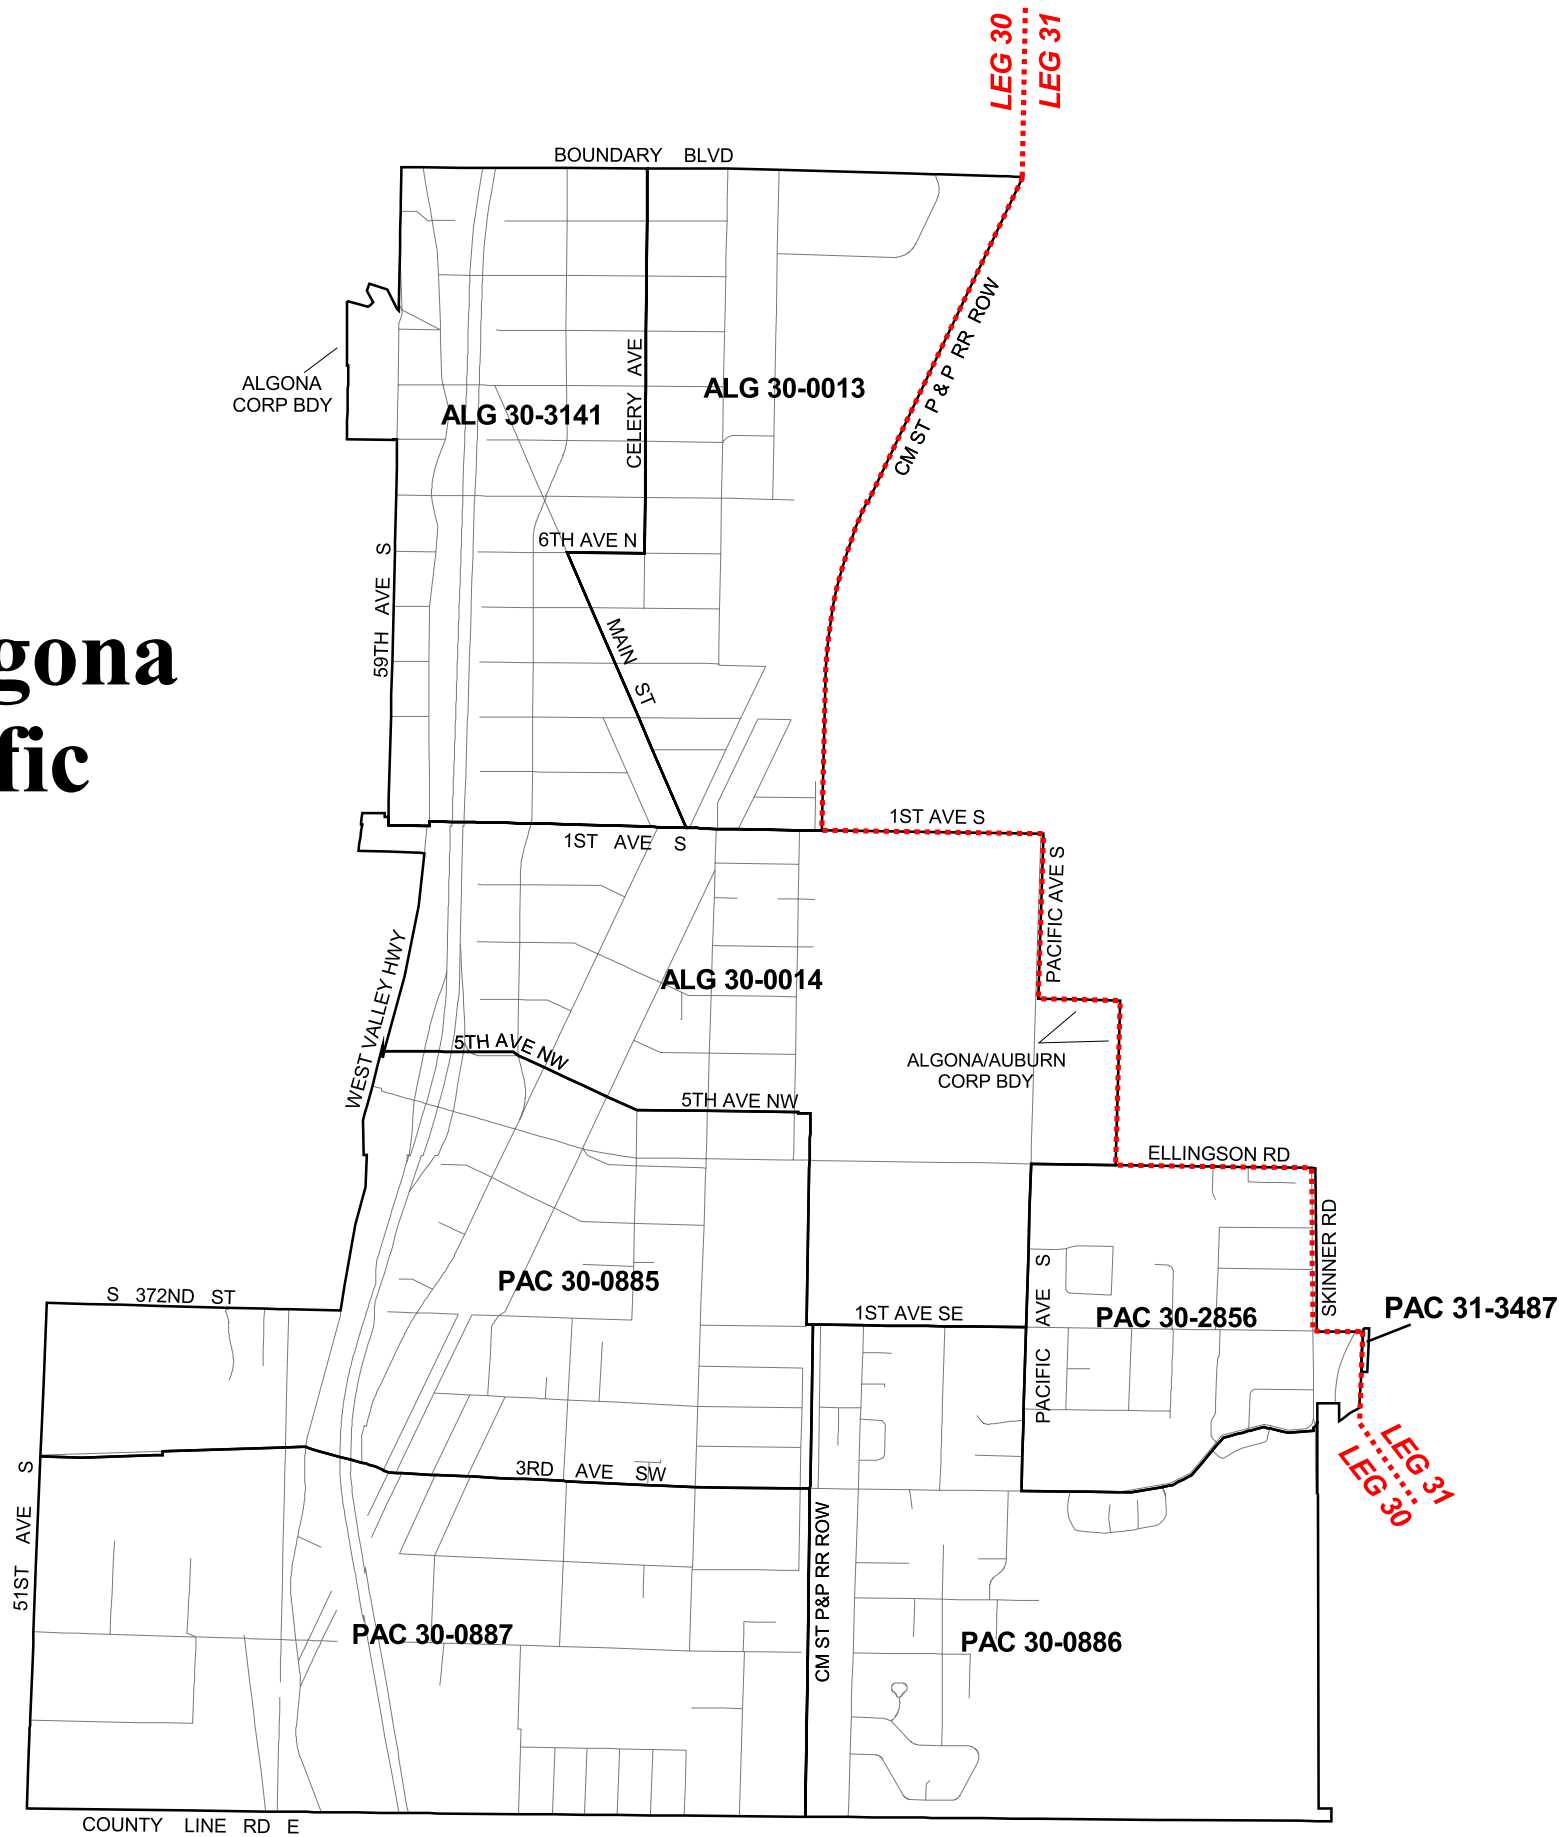 LEG 30
LEG 31
BOUNDARY BLVD
CM ST P & P RR ROW
ALGONA
CORP BDY
CELERY AVE
ALG 30-0013
ALG 30-3141
6TH AVE N
59TH AVE S
MAIN ST
gona
fic
1ST AVE S
1ST AVE S
PACIFIC AVE S
WEST VALLEY HWY
ALG 30-0014
5TH AVE NW
ALGONA/AUBURN
CORP BDY
5TH AVE NW
ELLINGSON RD
SKINNER RD
PAC 30-0885
S 372ND ST
1ST AVE SE
PACIFIC AVE S
PAC 30-2856
PAC 31-3487
LEG 31
LEG 30
3RD AVE SW
51ST AVE S
CM ST P&P RR ROW
PAC 30-0887
PAC 30-0886
COUNTY LINE RD E